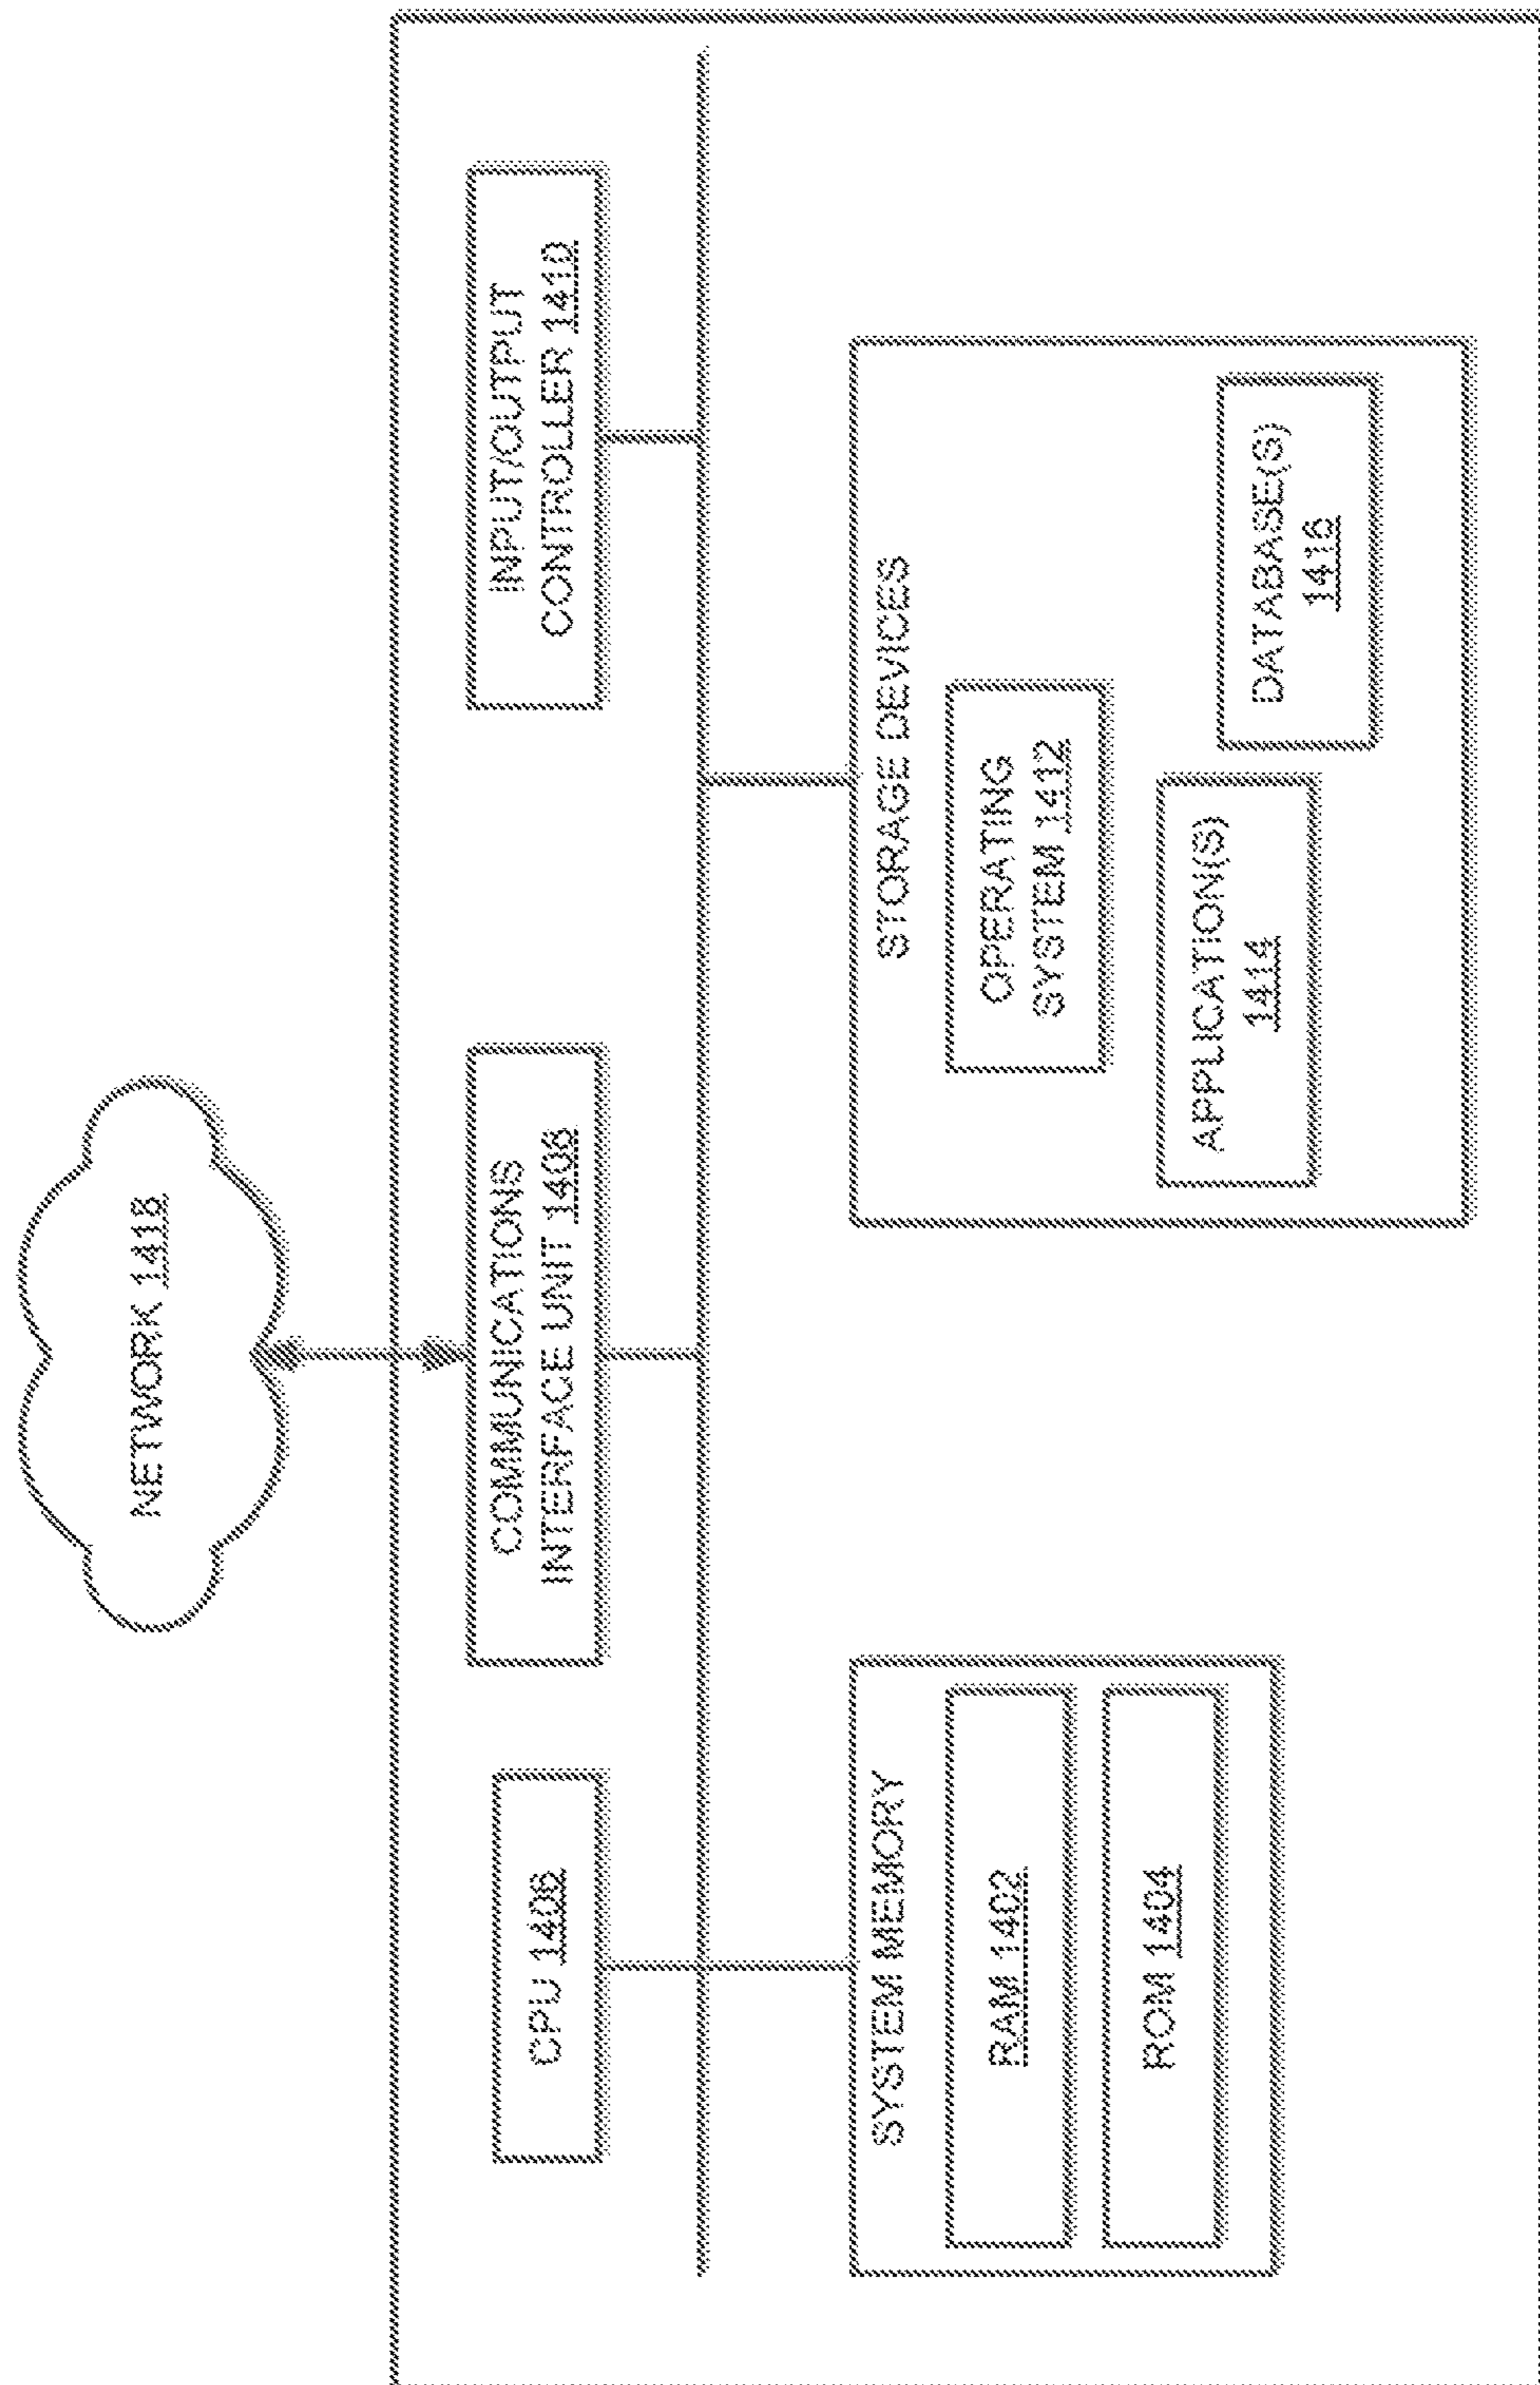 NETWORK 1418
CPU 1406
COMMUNICATIONS
INTERFACE UNIT 1408
INPUT/OUTPUT
CONTROLLER 1410
SYSTEM MEMORY
RAM 1402
ROM 1404
STORAGE DEVICES
OPERATING
SYSTEM 1412
APPLICATION(S)
1414
DATABASE(S)
1416